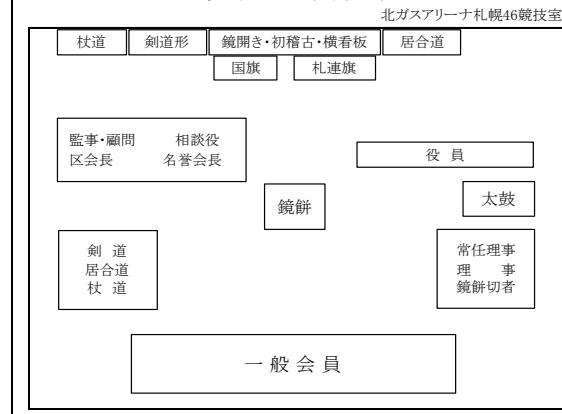 北ガスアリーナ札幌46競技室
杖道 剣道形 鏡開き・初稽古・横看板 居合道
国旗 札連旗
監事・顧問 相談役
区会長 名誉会長
役 員
鏡餅
太鼓
剣 道
居合道
杖 道
常任理事
理 事
鏡餅切者
一 般 会 員